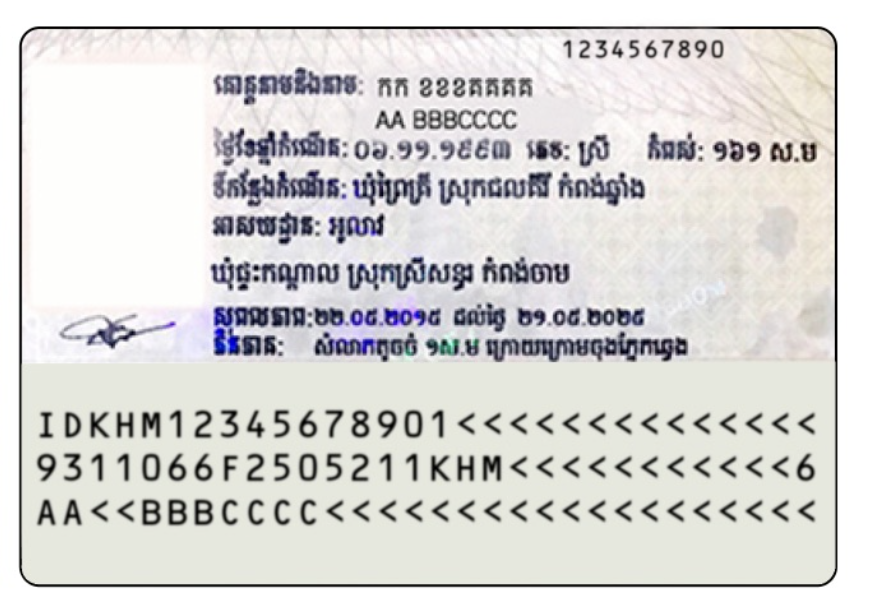 1234567890
គោត្តនាមនិងនាម: កក ខខខគគគគ
AA BBBCCCC
ថ្ងៃខែឆ្នាំកំណើត: ០៦.១១.១៩៩៣ ភេទ: ស្រី កំពស់: ១៦១ ស.ម
ទីកន្លែងកំណើត: ឃុំព្រៃគ្រី ស្រុកជលគីរី កំពង់ឆ្នាំង
អាសយដ្ឋាន: អូលាវ
ឃុំផ្ទះកណ្ដាល ស្រុកស្រីសន្ធរ កំពង់ចាម
សុពលភាព:២២.០៥.២០១៥ ដល់ថ្ងៃ ២១.០៥.២០២៥
ភិនភាគ: សំលាកតូចចំ ១ស.ម ក្រោយក្រោមចុងភ្នែកឆ្វេង
IDKHM12345678901<<<<<<<<<<<<<<
9311066F2505211KHM<<<<<<<<<<<6
AA<<BBBCCCC<<<<<<<<<<<<<<<<<<<